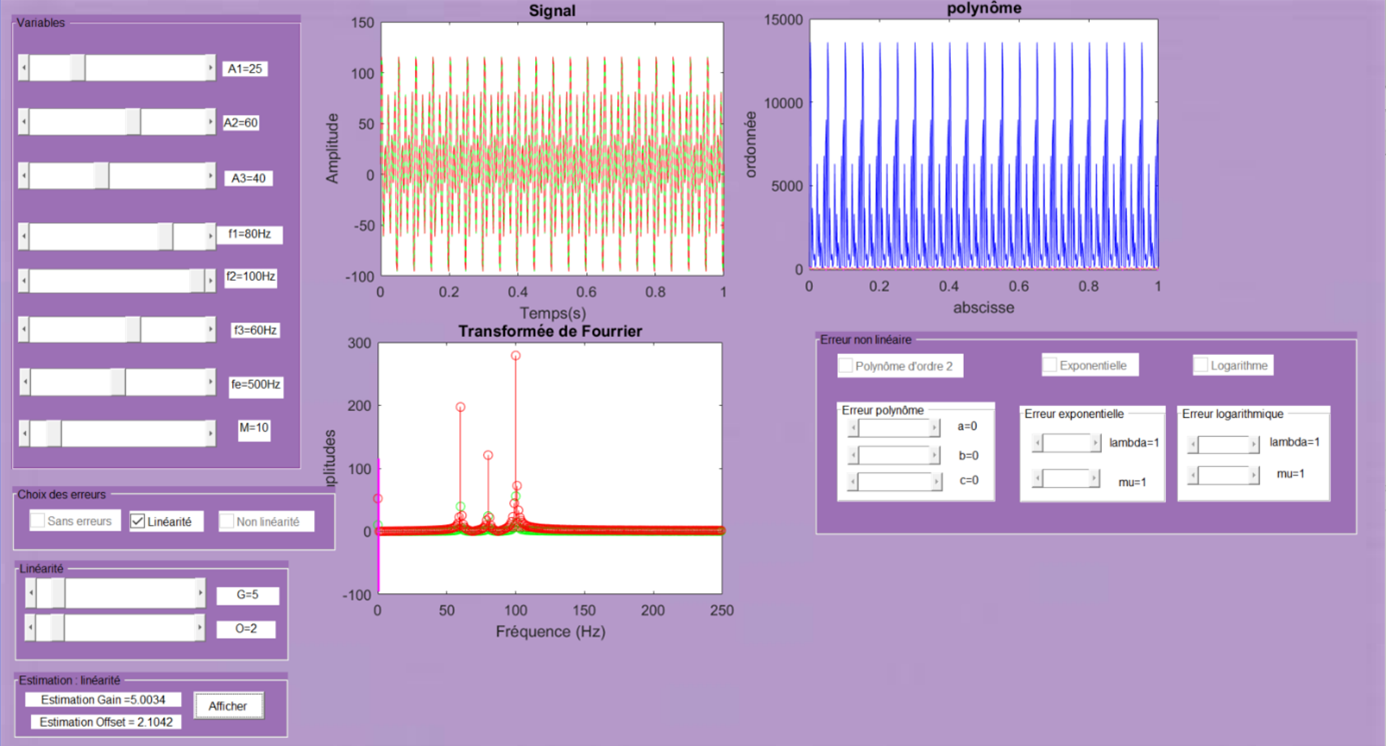 Variables
A1=25
A2=60
A3=40
f1=80Hz
f2=100Hz
f3=60Hz
fe=500Hz
M=10
Choix des erreurs
Sans erreurs
Linéarité
Non linéarité
Linéarité
G=5
O=2
Estimation : linéarité
Estimation Gain =5.0034
Estimation Offset = 2.1042
Afficher
Signal
150
100
50
0
-50
-100
Amplitude
0 0.2 0.4 0.6 0.8 1
Temps(s)
Transformée de Fourrier
300
200
100
0
-100
plitudes
0 50 100 150 200 250
Fréquence (Hz)
polynôme
15000
10000
5000
0
ordonnée
0 0.2 0.4 0.6 0.8 1
abscisse
Erreur non linéaire
Polynôme d'ordre 2
Exponentielle
Logarithme
Erreur polynôme
a=0
b=0
c=0
Erreur exponentielle
lambda=1
mu=1
Erreur logarithmique
lambda=1
mu=1